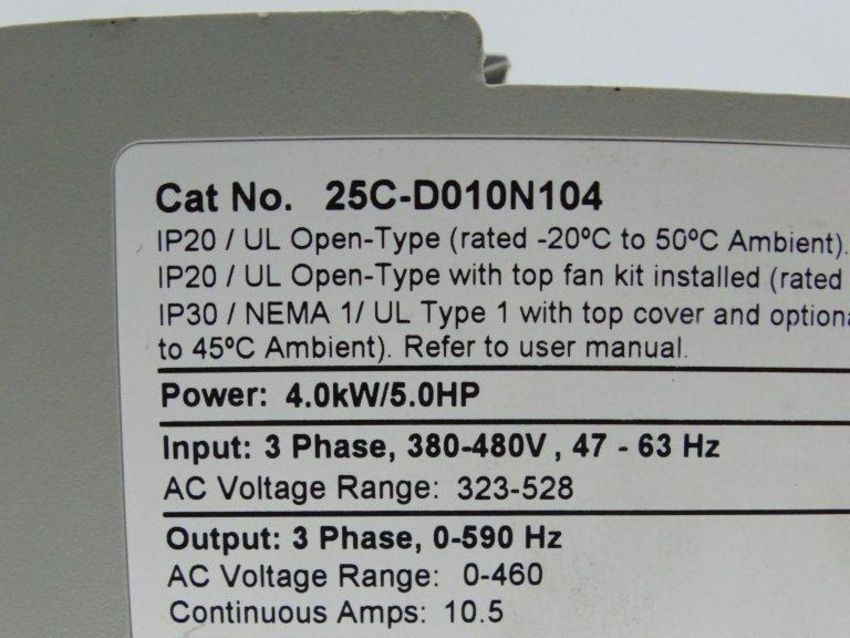 Cat No. 25C-D010N104
IP20 / UL Open-Type (rated -20ºC to 50ºC Ambient).
IP20 / UL Open-Type with top fan kit installed (rated
IP30 / NEMA 1/ UL Type 1 with top cover and optiona
to 45ºC Ambient). Refer to user manual.
Power: 4.0kW/5.0HP
Input: 3 Phase, 380-480V , 47 - 63 Hz
AC Voltage Range: 323-528
Output: 3 Phase, 0-590 Hz
AC Voltage Range: 0-460
Continuous Amps: 10.5